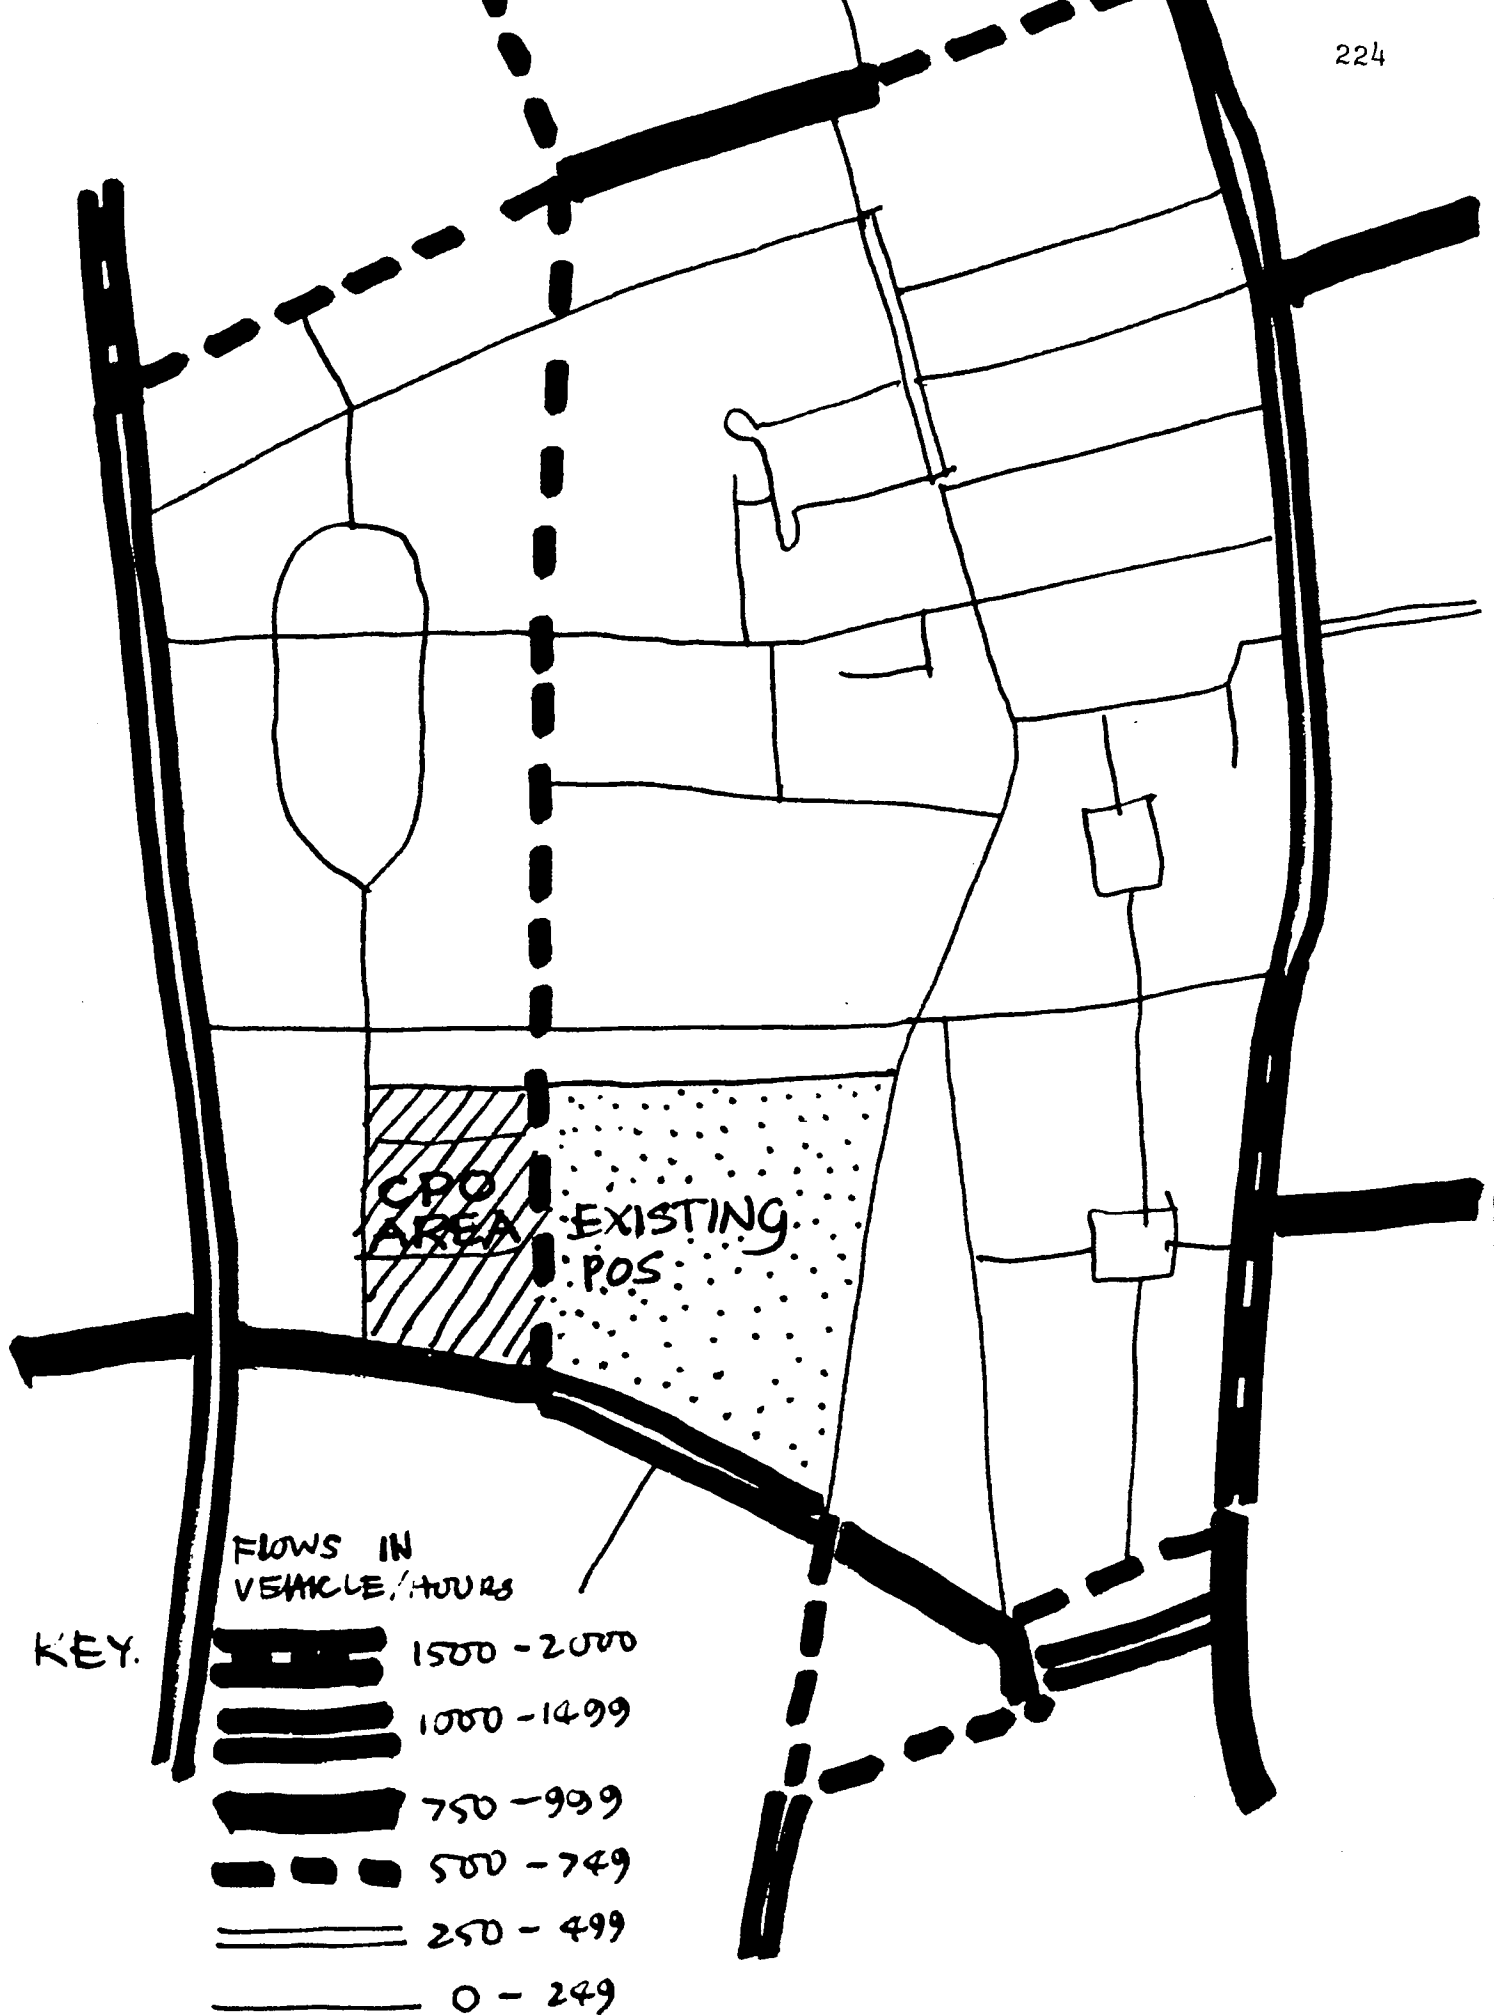 224
CPO
AREA
EXISTING
POS
FLOWS IN
VEHICLE/HOURS
KEY.
1500 - 2000
1000 - 1499
750 - 999
500 - 749
250 - 499
0 - 249